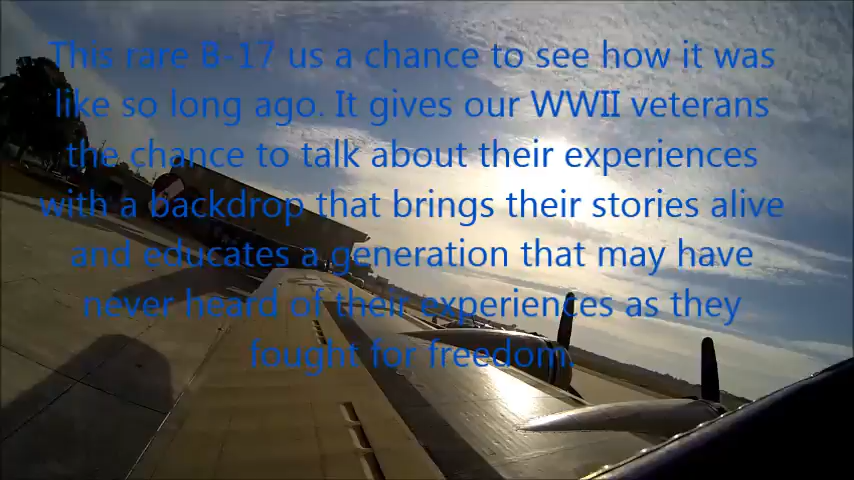 This rare B-17 us a chance to see how it was
like so long ago. It gives our WWII veterans
the chance to talk about their experiences
with a backdrop that brings their stories alive
and educates a generation that may have
never heard of their experiences as they
fought for freedom.